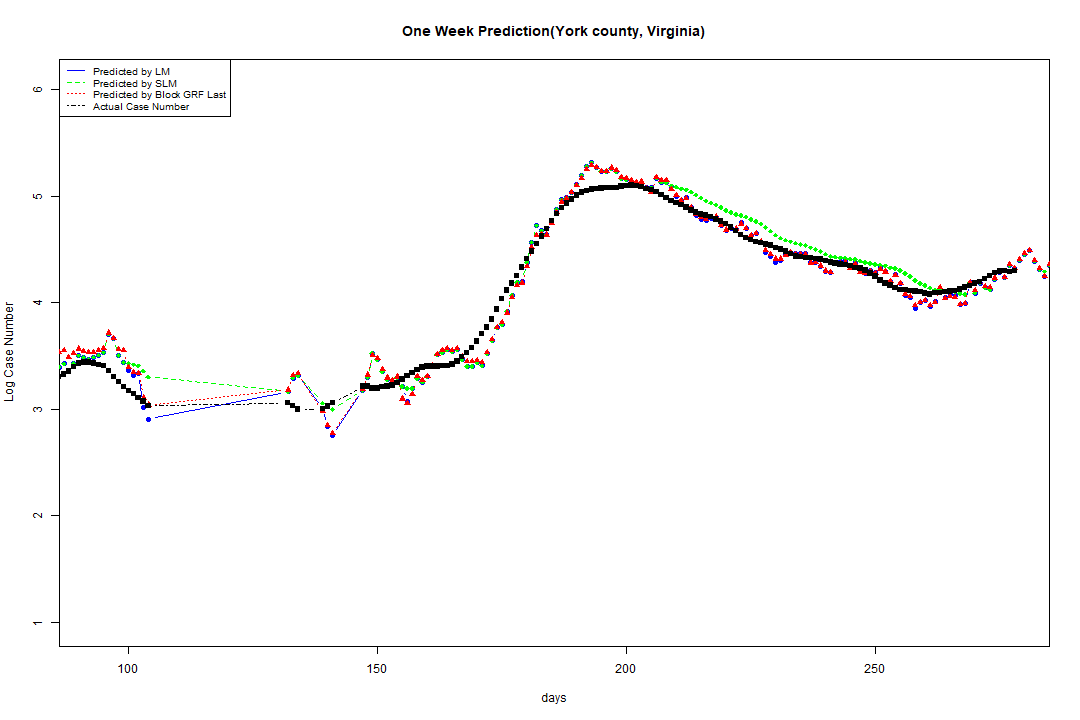 One Week Prediction(York county, Virginia)
Predicted by LM
Predicted by SLM
Predicted by Block GRF Last
Actual Case Number
6
5
4
3
2
1
Log Case Number
100 150 200 250
days